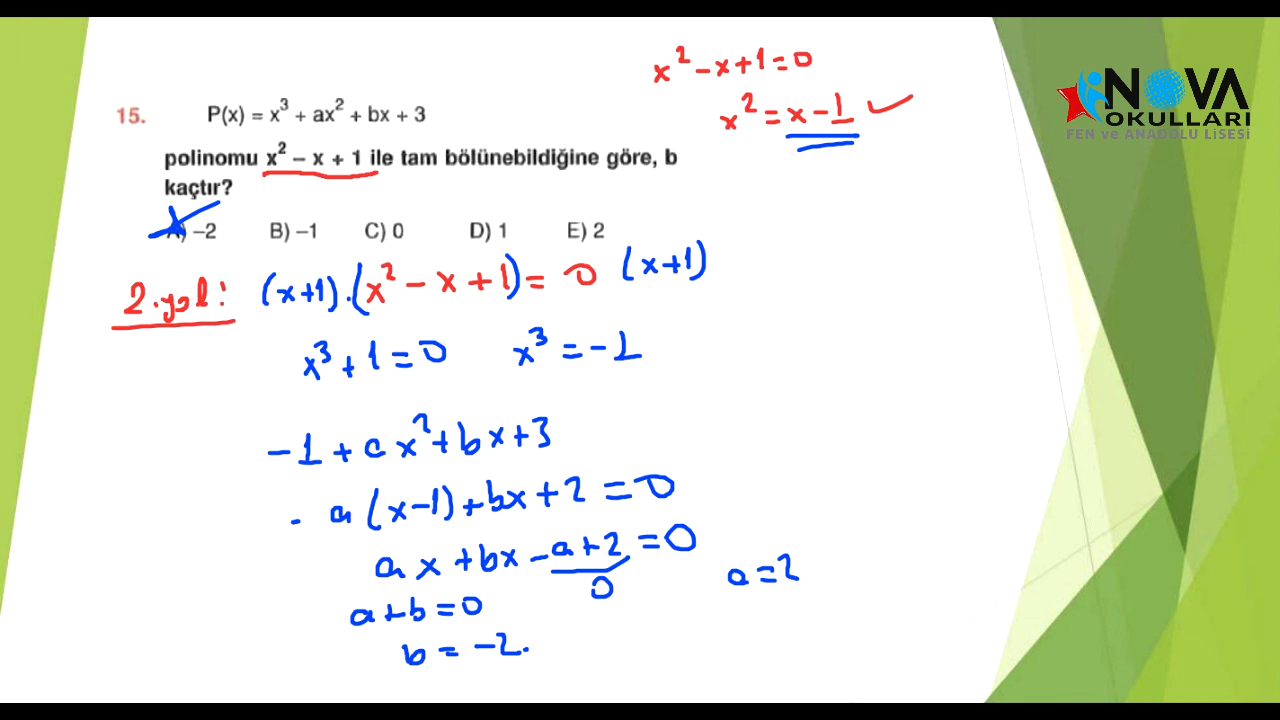 x² - x + 1 = 0
x² = x - 1 ✓
iNOVA
OKULLARI
FEN ve ANADOLU LİSESİ
15. P(x) = x³ + ax² + bx + 3
polinomu x² – x + 1 ile tam bölünebildiğine göre, b
kaçtır?
A) –2 B) –1 C) 0 D) 1 E) 2
2.yol: (x+1).(x² - x + 1) = 0 (x+1)
x³ + 1 = 0 x³ = -1
-1 + ax² + bx + 3
a(x-1) + bx + 2 = 0
ax + bx - a + 2 = 0
0
a = 2
a + b = 0
b = -2.